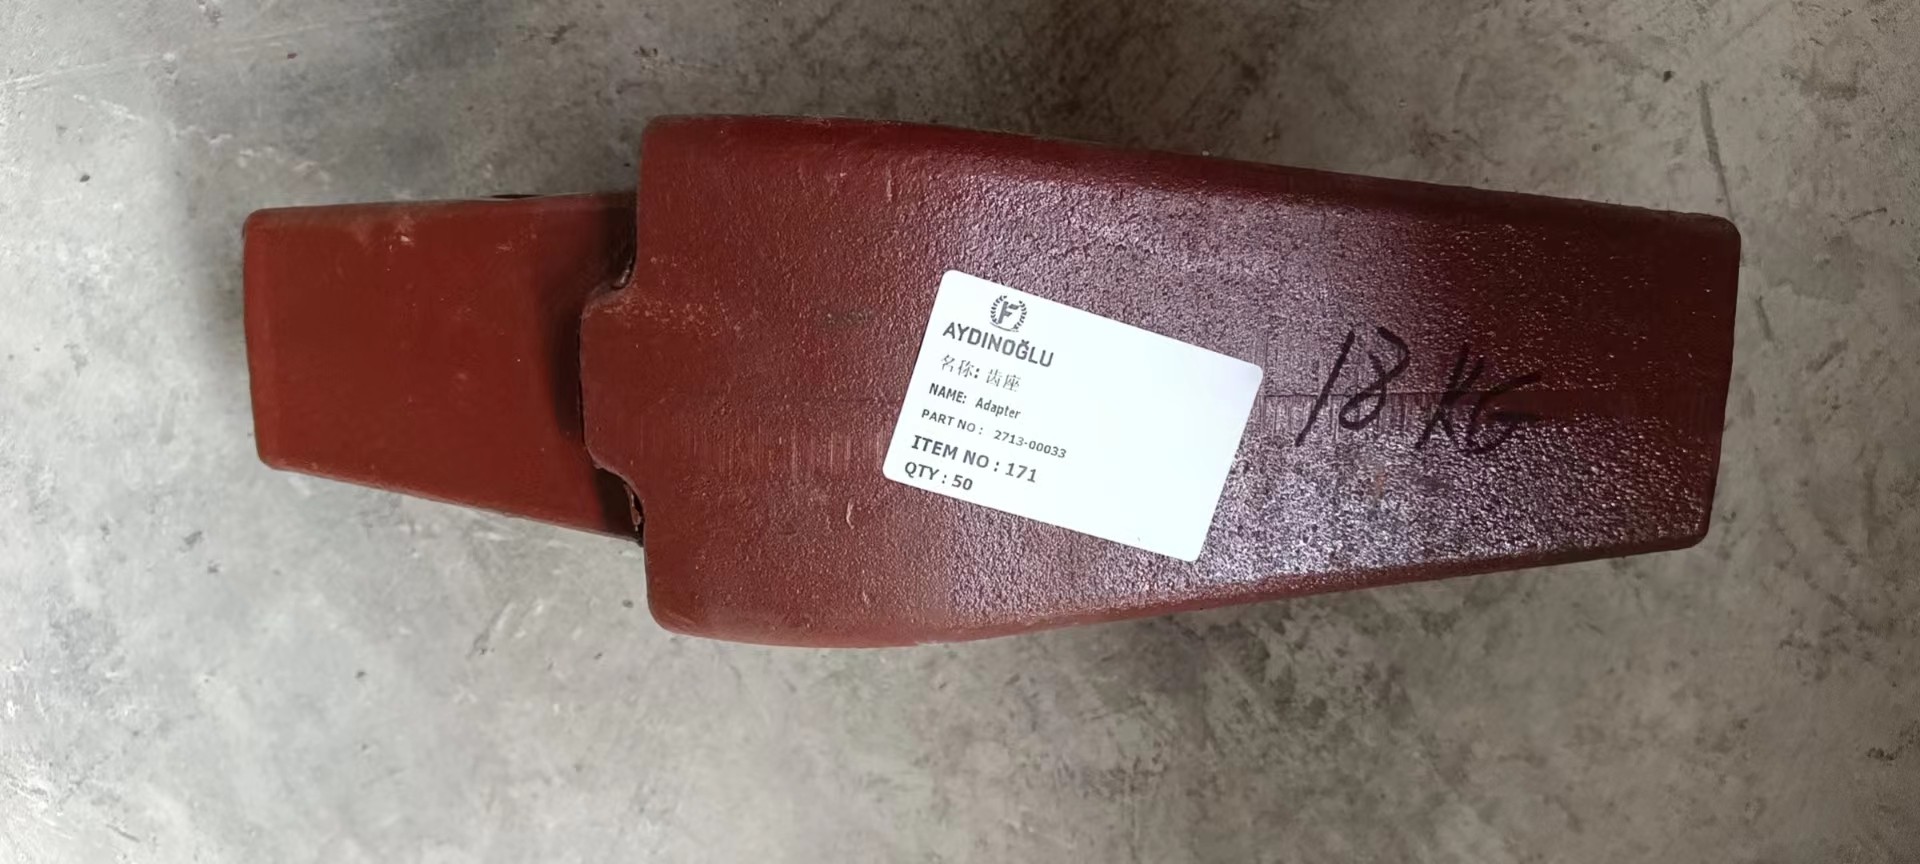 F
AYDINOĞLU
名称: 齿座
NAME: Adapter
PART NO: 2713-00033
ITEM NO : 171
QTY : 50
18 KG